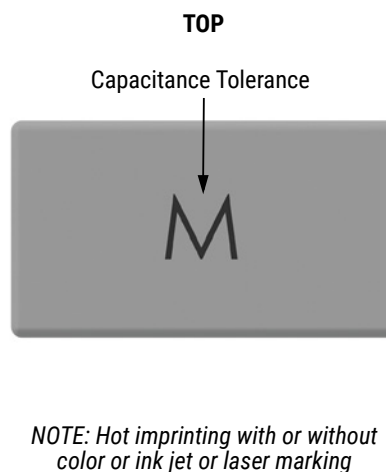 TOP
Capacitance Tolerance
M
NOTE: Hot imprinting with or without
color or ink jet or laser marking